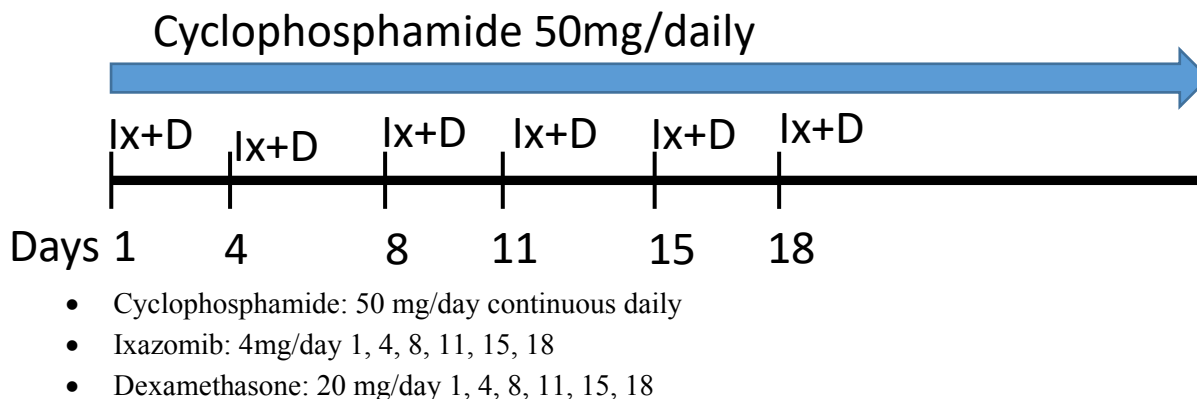 Cyclophosphamide 50mg/daily
Ix+D Ix+D Ix+D Ix+D Ix+D Ix+D
Days 1 4 8 11 15 18
• Cyclophosphamide: 50 mg/day continuous daily
• Ixazomib: 4mg/day 1, 4, 8, 11, 15, 18
• Dexamethasone: 20 mg/day 1, 4, 8, 11, 15, 18